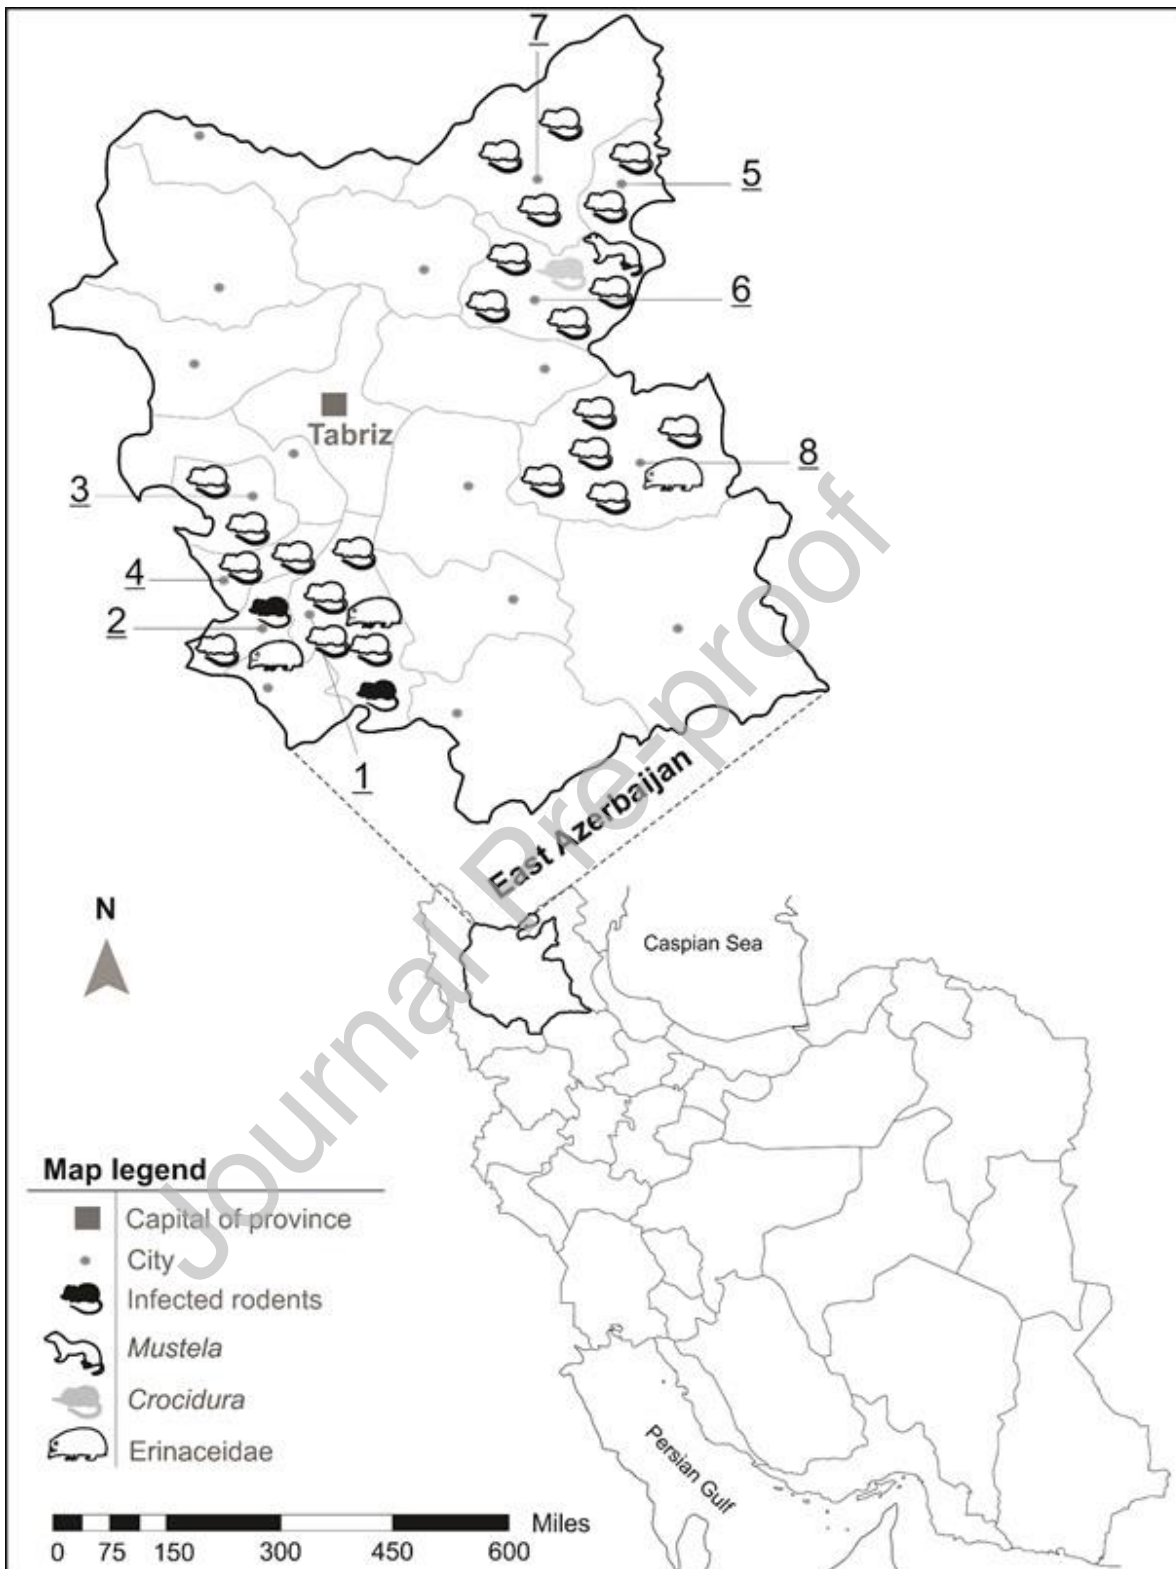 7
5
6
Tabriz
8
3
4
2
1
East Azerbaijan
N
Caspian Sea
Map legend
Capital of province
City
Infected rodents
Mustela
Crocidura
Erinaceidae
Persian Gulf
Miles
0 75 150 300 450 600
Journal Pre-proof